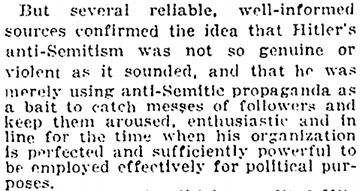 But several reliable, well-informed
sources confirmed the idea that Hitler's
anti-Semitism was not so genuine or
violent as it sounded, and that he was
merely using anti-Semitic propaganda as
a bait to catch messes of followers and
keep them aroused, enthusiastic and in
line for the time when his organization
is perfected and sufficiently powerful to
be employed effectively for political pur-
poses.